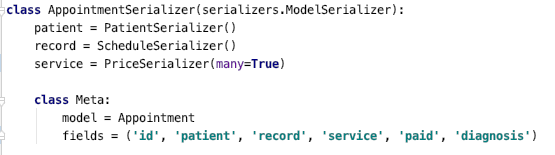 class AppointmentSerializer(serializers.ModelSerializer):
    patient = PatientSerializer()
    record = ScheduleSerializer()
    service = PriceSerializer(many=True)
    class Meta:
        model = Appointment
        fields = ('id', 'patient', 'record', 'service', 'paid', 'diagnosis')